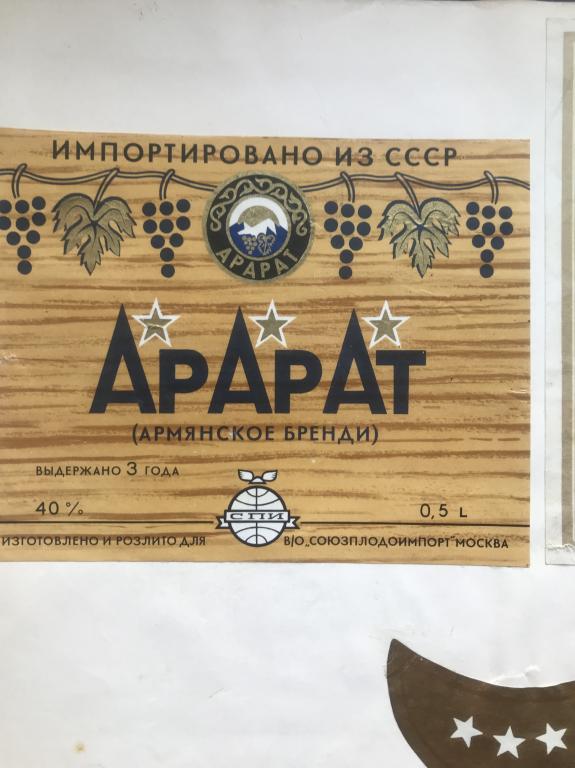 ИМПОРТИРОВАНО ИЗ СССР
АРАРАТ
АРАРАТ
(АРМЯНСКОЕ БРЕНДИ)
ВЫДЕРЖАНО 3 ГОДА
40 %
0,5 L
СПИ
ИЗГОТОВЛЕНО И РОЗЛИТО ДЛЯ В/О „СОЮЗПЛОДОИМПОРТ" МОСКВА